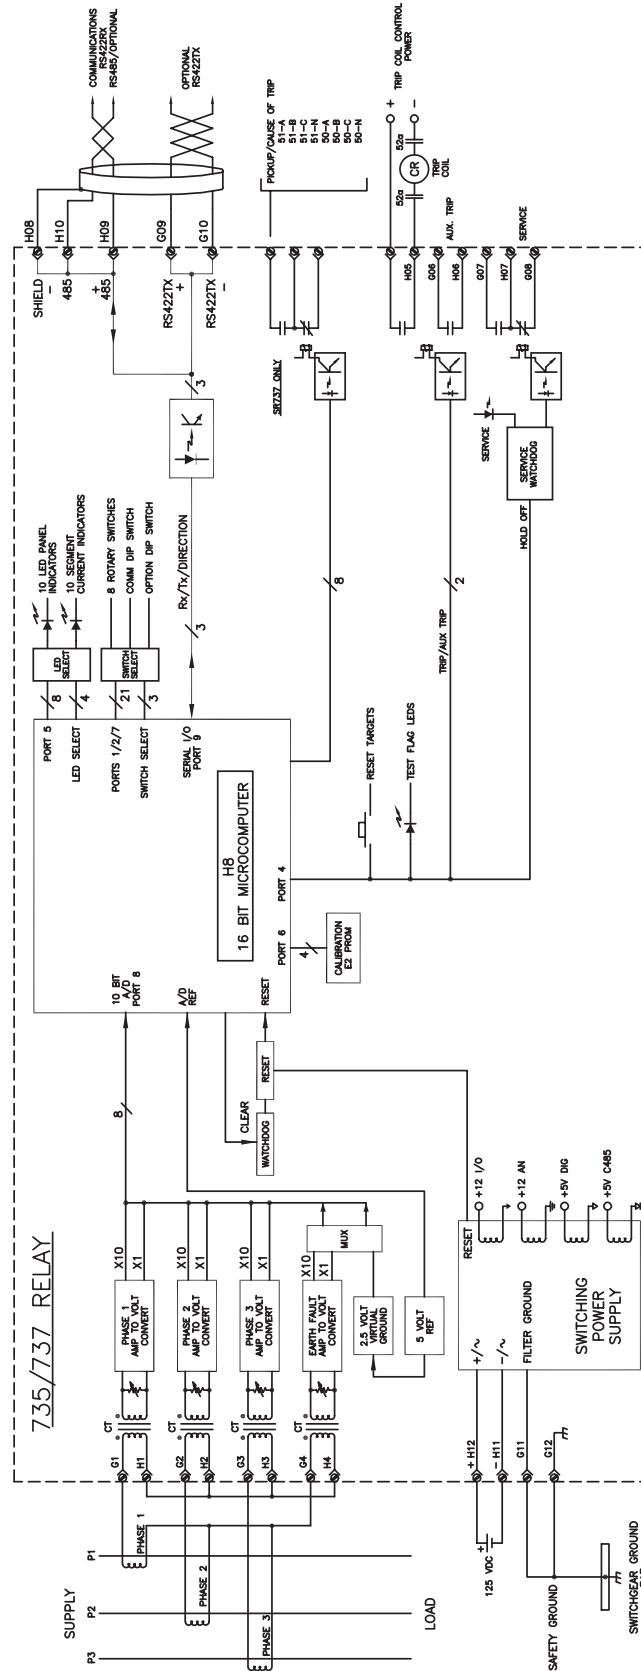 735/737 RELAY
SUPPLY
P1
P2
P3
PHASE 1
PHASE 2
PHASE 3
LOAD
G1
H1
G2
H2
G3
H3
G4
H4
CT
CT
CT
CT
PHASE 1
AMP TO VOLT
CONVERT
X10
X1
PHASE 2
AMP TO VOLT
CONVERT
X10
X1
PHASE 3
AMP TO VOLT
CONVERT
X10
X1
EARTH FAULT
AMP TO VOLT
CONVERT
X10
X1
MUX
2.5 VOLT
VIRTUAL
GROUND
5 VOLT
REF
8
CLEAR
WATCHDOG
RESET
10 BIT
A/D
PORT 8
A/D
REF
RESET
H8
16 BIT MICROCOMPUTER
PORT 6
4
CALIBRATION
E2 PROM
PORT 4
PORT 5
LED SELECT
PORTS 1/2/7
SWITCH SELECT
SERIAL I/O
PORT 9
8
4
21
3
LED
SELECT
SWITCH
SELECT
10 LED PANEL
INDICATORS
10 SEGMENT
CURRENT INDICATORS
8 ROTARY SWITCHES
COMM DIP SWITCH
OPTION DIP SWITCH
3
Rx/Tx/DIRECTION
3
RESET TARGETS
TEST FLAG LEDS
8
SR737 ONLY
TRIP/AUX TRIP
2
HOLD OFF
SERVICE
WATCHDOG
SERVICE
SHIELD
-
485
+
485
RS422TX
+
RS422TX
-
H08
H10
H09
G09
G10
COMMUNICATIONS
RS422RX
RS485/OPTIONAL
OPTIONAL
RS422TX
PICKUP/CAUSE OF TRIP
51-A
51-B
51-C
51-N
50-A
50-B
50-C
50-N
TRIP COIL CONTROL
POWER
+
-
52a
CR
52a
TRIP
COIL
H05
G06
H06
AUX. TRIP
G07
H07
G08
SERVICE
RESET
+12 I/O
+12 AN
+5V DIG
+5V C485
SWITCHING
POWER
SUPPLY
+/~
-/~
FILTER GROUND
+ H12
- H11
G11
G12
+
125 VDC
SAFETY GROUND
SWITCHGEAR GROUND